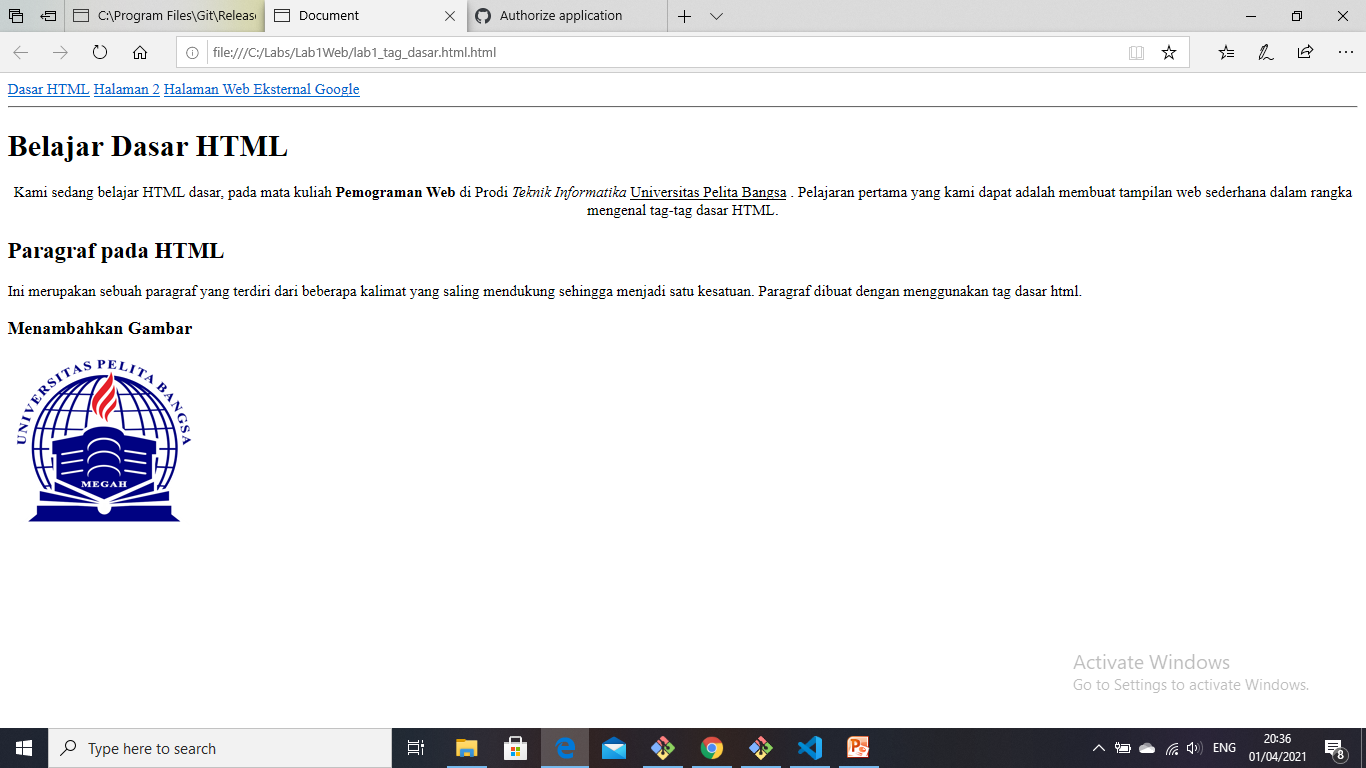 C:\Program Files\Git\Releas
Document
Authorize application
file:///C:/Labs/Lab1Web/lab1_tag_dasar.html.html
Dasar HTML Halaman 2 Halaman Web Eksternal Google
Belajar Dasar HTML
Kami sedang belajar HTML dasar, pada mata kuliah Pemograman Web di Prodi Teknik Informatika Universitas Pelita Bangsa . Pelajaran pertama yang kami dapat adalah membuat tampilan web sederhana dalam rangka
mengenal tag-tag dasar HTML.
Paragraf pada HTML
Ini merupakan sebuah paragraf yang terdiri dari beberapa kalimat yang saling mendukung sehingga menjadi satu kesatuan. Paragraf dibuat dengan menggunakan tag dasar html.
Menambahkan Gambar
UNIVERSITAS PELITA BANGSA
MEGAH
Activate Windows
Go to Settings to activate Windows.
Type here to search
ENG
20:36
01/04/2021
8